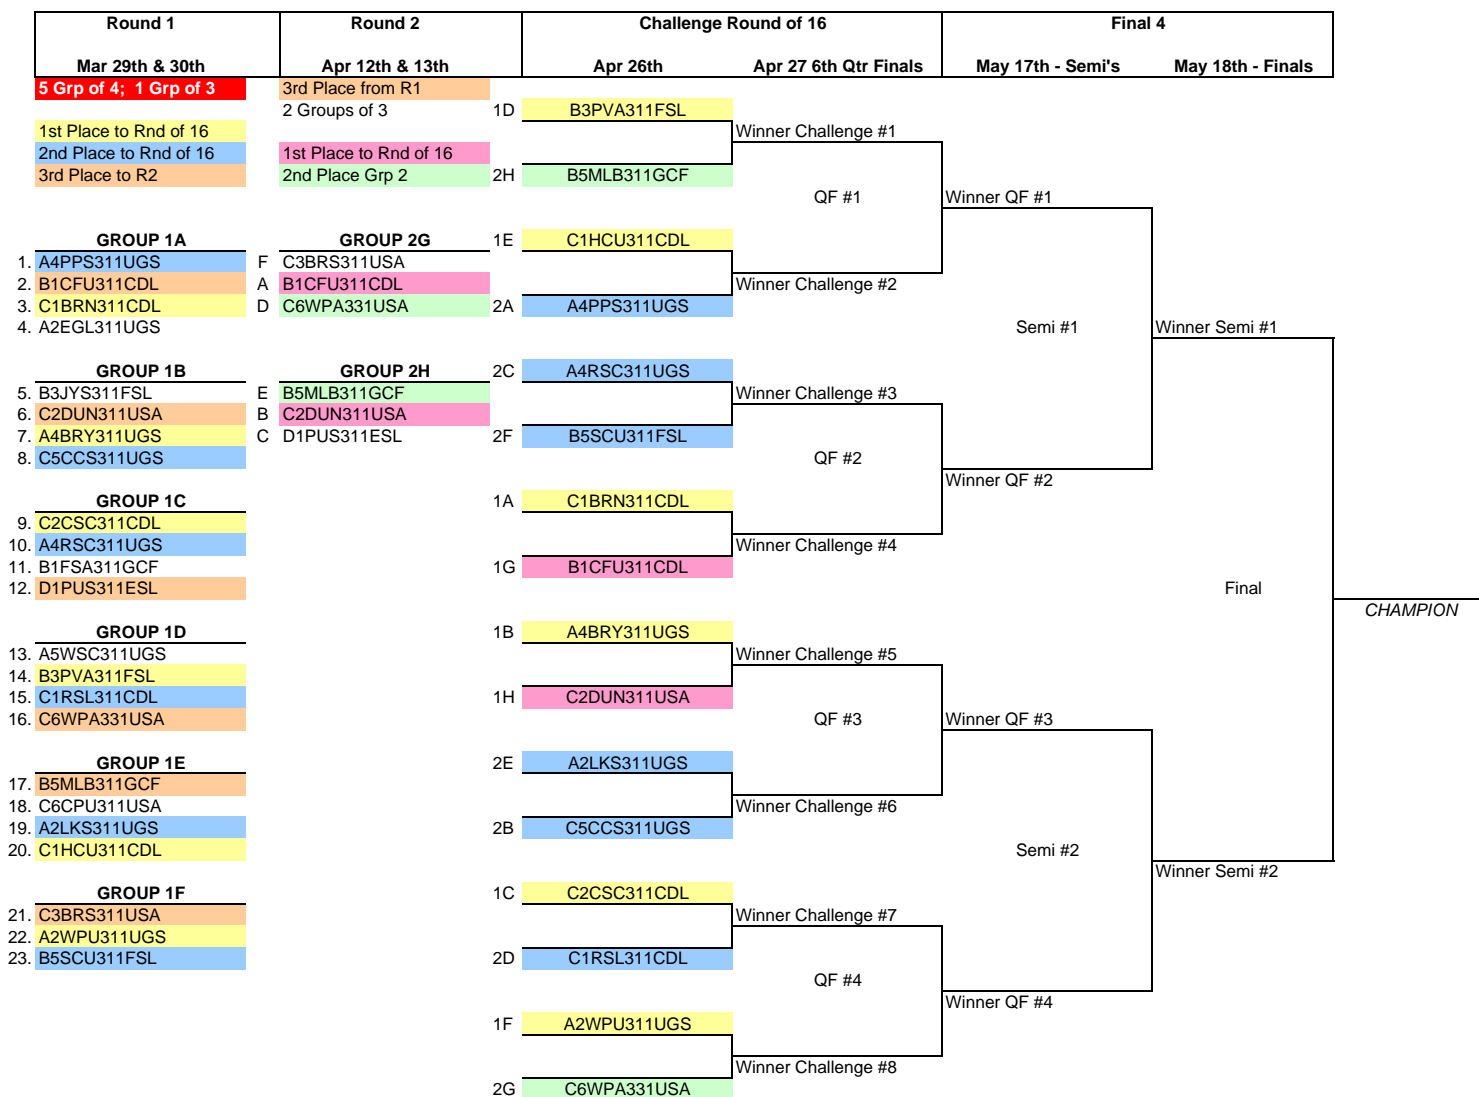 Round 1 Round 2 Challenge Round of 16 Final 4
Mar 29th & 30th Apr 12th & 13th Apr 26th Apr 27 6th Qtr Finals May 17th - Semi's May 18th - Finals
5 Grp of 4; 1 Grp of 3 3rd Place from R1
2 Groups of 3 1D B3PVA311FSL
1st Place to Rnd of 16 Winner Challenge #1
2nd Place to Rnd of 16 1st Place to Rnd of 16
3rd Place to R2 2nd Place Grp 2 2H B5MLB311GCF
QF #1 Winner QF #1
GROUP 1A GROUP 2G 1E C1HCU311CDL
1. A4PPS311UGS F C3BRS311USA
2. B1CFU311CDL A B1CFU311CDL Winner Challenge #2
3. C1BRN311CDL D C6WPA331USA 2A A4PPS311UGS
4. A2EGL311UGS Semi #1 Winner Semi #1
GROUP 1B GROUP 2H 2C A4RSC311UGS
5. B3JYS311FSL E B5MLB311GCF Winner Challenge #3
6. C2DUN311USA B C2DUN311USA
7. A4BRY311UGS C D1PUS311ESL 2F B5SCU311FSL
8. C5CCS311UGS QF #2
Winner QF #2
GROUP 1C 1A C1BRN311CDL
9. C2CSC311CDL
10. A4RSC311UGS Winner Challenge #4
11. B1FSA311GCF 1G B1CFU311CDL
12. D1PUS311ESL Final
CHAMPION
GROUP 1D 1B A4BRY311UGS
13. A5WSC311UGS Winner Challenge #5
14. B3PVA311FSL
15. C1RSL311CDL 1H C2DUN311USA
16. C6WPA331USA QF #3 Winner QF #3
GROUP 1E 2E A2LKS311UGS
17. B5MLB311GCF
18. C6CPU311USA Winner Challenge #6
19. A2LKS311UGS 2B C5CCS311UGS
20. C1HCU311CDL Semi #2
Winner Semi #2
GROUP 1F 1C C2CSC311CDL
21. C3BRS311USA Winner Challenge #7
22. A2WPU311UGS
23. B5SCU311FSL 2D C1RSL311CDL
QF #4
Winner QF #4
1F A2WPU311UGS
Winner Challenge #8
2G C6WPA331USA